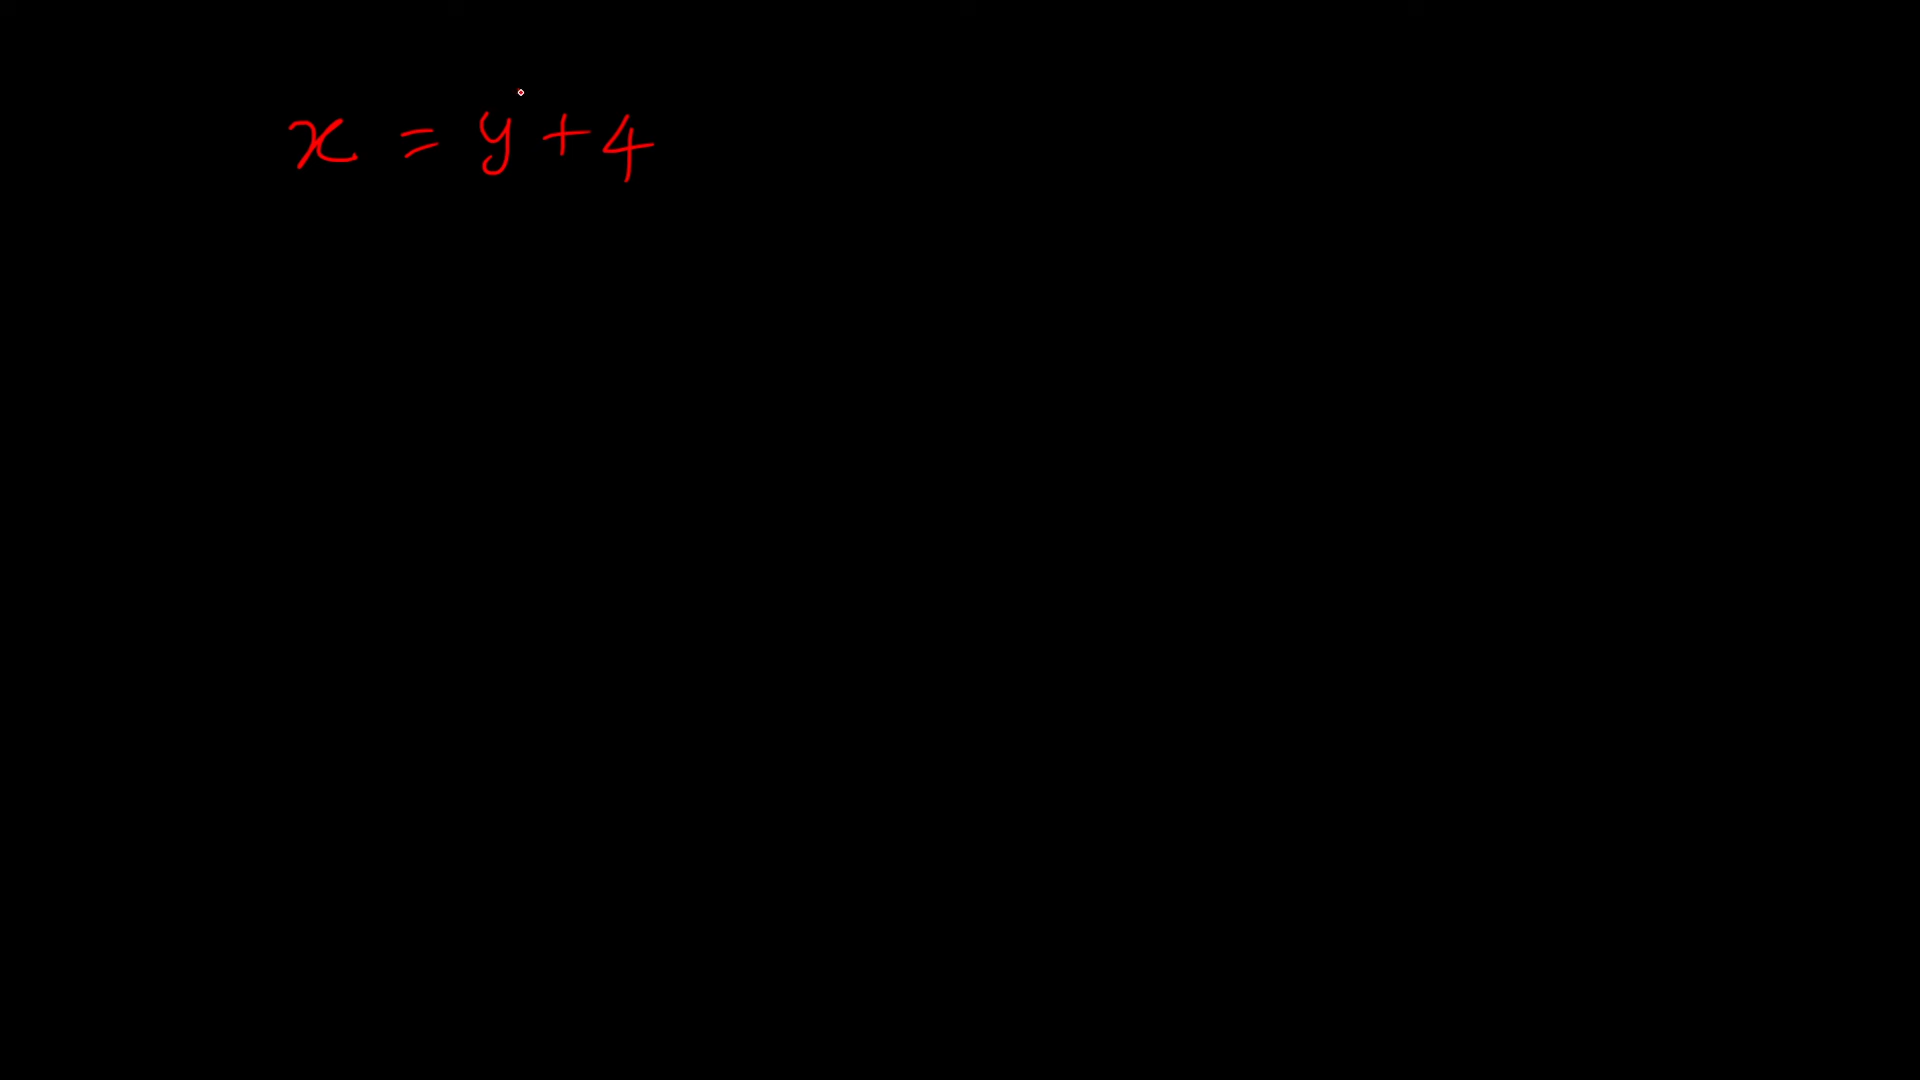 x = y + 4